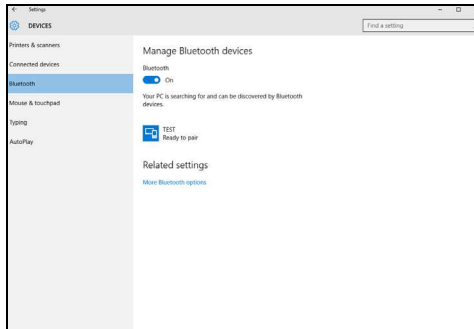 Settings
DEVICES
Find a setting
Printers & scanners
Connected devices
Bluetooth
Mouse & touchpad
Typing
AutoPlay
Manage Bluetooth devices
Bluetooth
On
Your PC is searching for and can be discovered by Bluetooth
devices.
TEST
Ready to pair
Related settings
More Bluetooth options